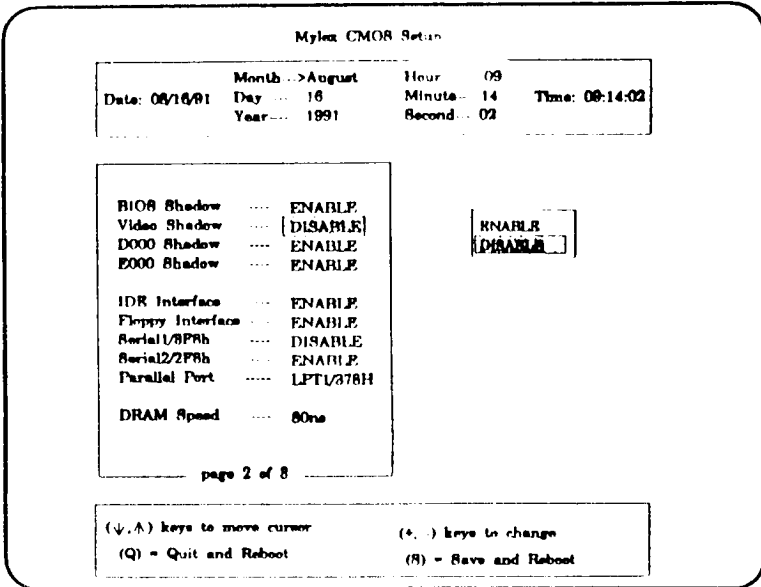 Mylex CMOS Setup
Month --->August Hour 09
Date: 08/16/91 Day --- 16 Minute-- 14 Time: 09:14:02
Year---- 1991 Second--- 02
BIOS Shadow ---- ENABLE
Video Shadow ---- [DISABLE]
D000 Shadow ---- ENABLE
E000 Shadow ---- ENABLE
ENABLE
DISABLE
IDE Interface --- ENABLE
Floppy Interface --- ENABLE
Serial1/3F8h ---- DISABLE
Serial2/2F8h ---- ENABLE
Parallel Port ----- LPT1/378H
DRAM Speed ---- 80ns
page 2 of 3
(↓,↑) keys to move cursor
(+,-) keys to change
(Q) = Quit and Reboot
(S) = Save and Reboot